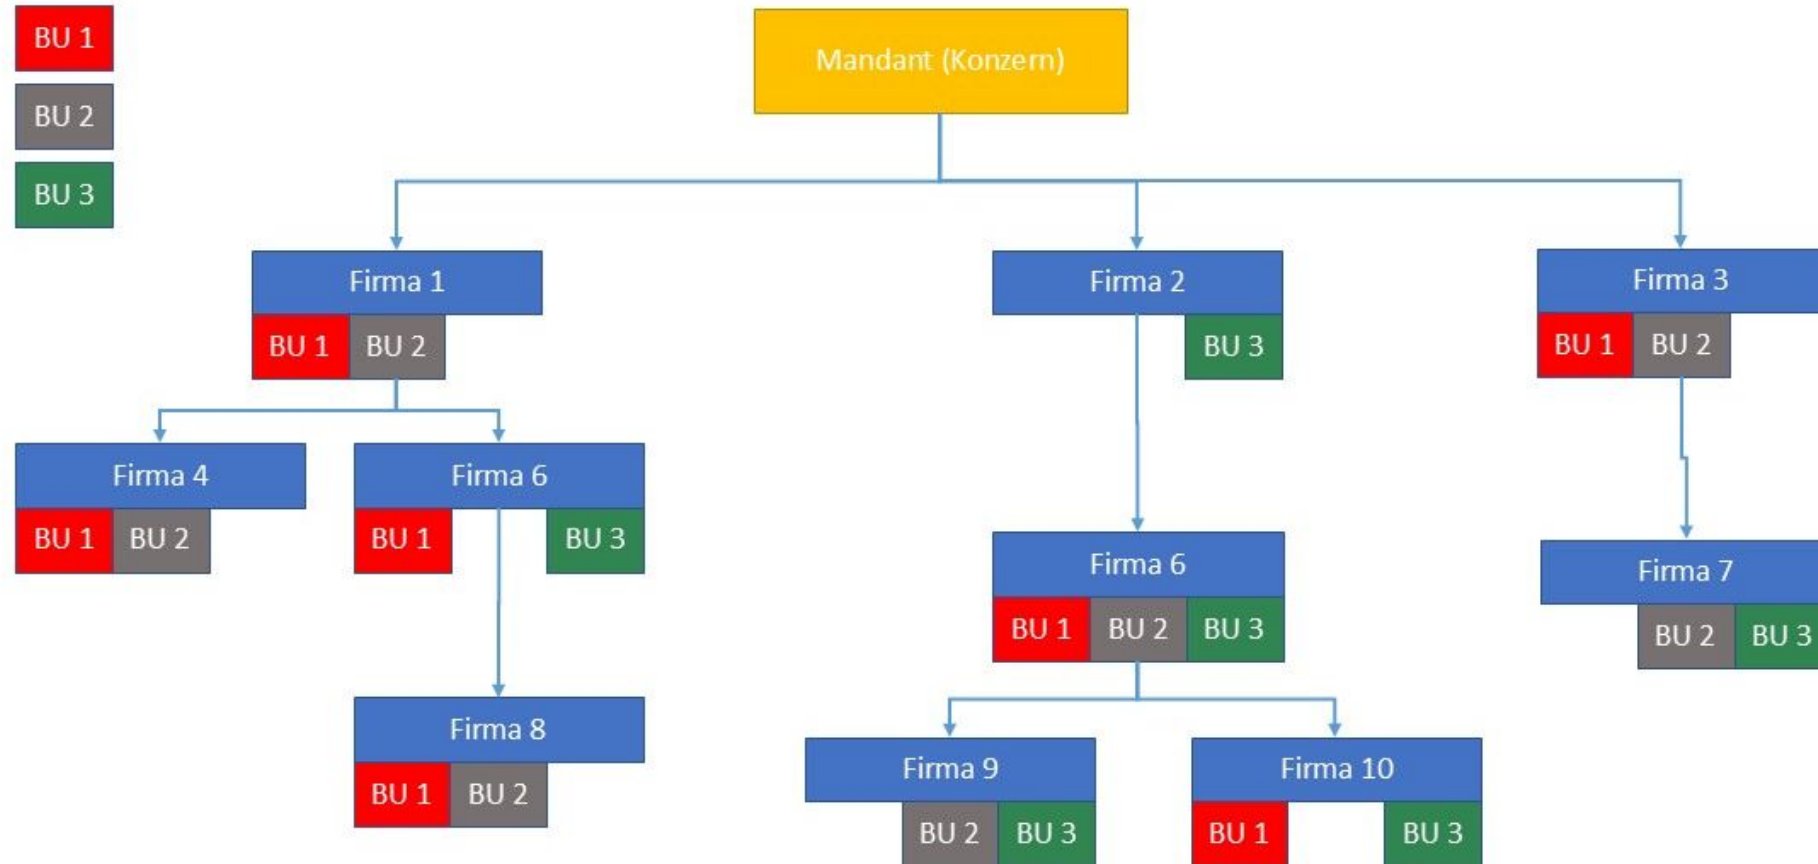 BU 1
BU 2
BU 3
Mandant (Konzern)
Firma 1
BU 1 BU 2
Firma 2
BU 3
Firma 3
BU 1 BU 2
Firma 4
BU 1 BU 2
Firma 6
BU 1 BU 3
Firma 6
BU 1 BU 2 BU 3
Firma 7
BU 2 BU 3
Firma 8
BU 1 BU 2
Firma 9
BU 2 BU 3
Firma 10
BU 1 BU 3